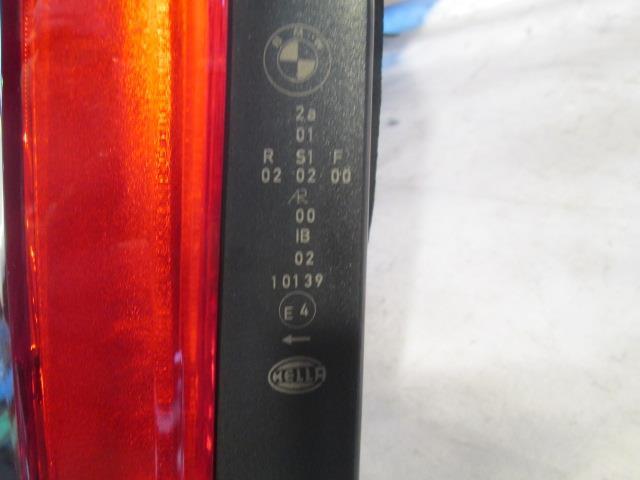 BMW
2a
01
R S1 F
02 02 00
AR
00
IB
02
10139
E4
←
HELLA